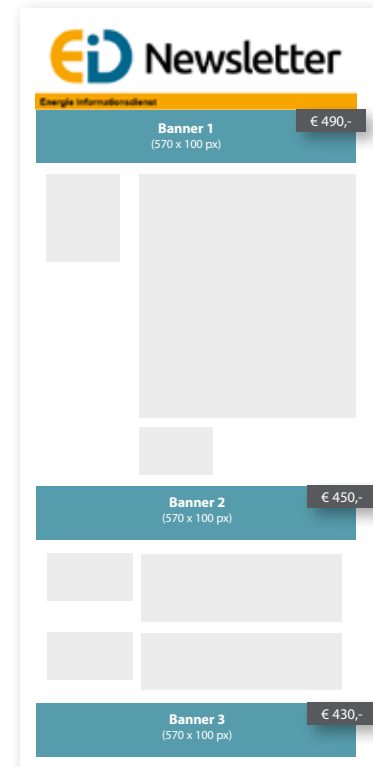 EiD Newsletter
Energie Informationsdienst
Banner 1
€ 490,-
(570 x 100 px)
Banner 2
€ 450,-
(570 x 100 px)
Banner 3
€ 430,-
(570 x 100 px)